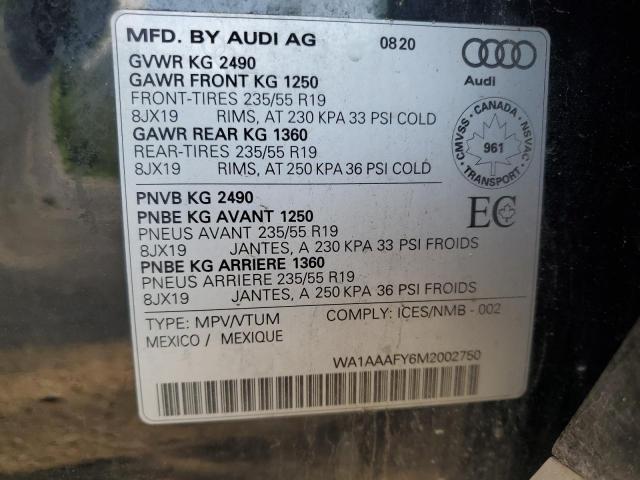 MFD. BY AUDI AG 0820
Audi
GVWR KG 2490
GAWR FRONT KG 1250
FRONT-TIRES 235/55 R19
8JX19 RIMS, AT 230 KPA 33 PSI COLD
GAWR REAR KG 1360
REAR-TIRES 235/55 R19
8JX19 RIMS, AT 250 KPA 36 PSI COLD
CMVSS - CANADA - NSVAC
961
TRANSPORT
PNVB KG 2490
PNBE KG AVANT 1250
PNEUS AVANT 235/55 R19
8JX19 JANTES, A 230 KPA 33 PSI FROIDS
PNBE KG ARRIERE 1360
PNEUS ARRIERE 235/55 R19
8JX19 JANTES, A 250 KPA 36 PSI FROIDS
EC
TYPE: MPV/VTUM COMPLY: ICES/NMB - 002
MEXICO / MEXIQUE
WA1AAAFY6M2002750